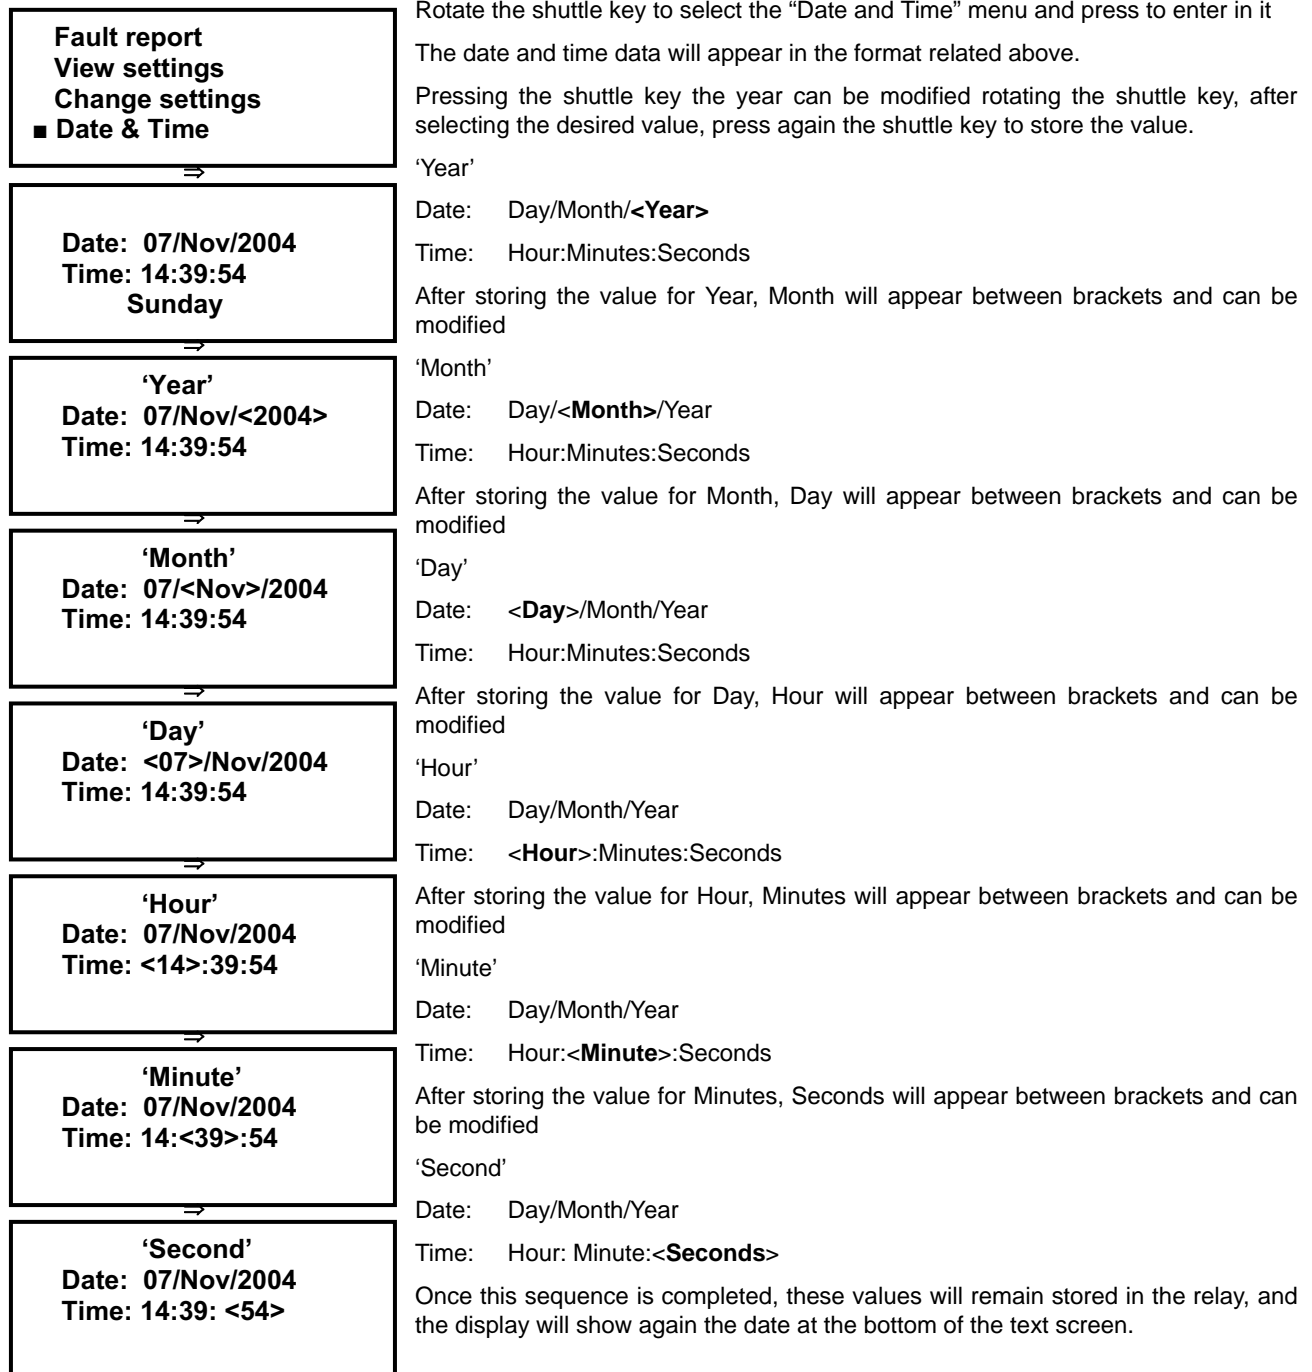 Fault report
View settings
Change settings
■ Date & Time
⇒
Date: 07/Nov/2004
Time: 14:39:54
Sunday
⇒
‘Year’
Date: 07/Nov/<2004>
Time: 14:39:54
⇒
‘Month’
Date: 07/<Nov>/2004
Time: 14:39:54
⇒
‘Day’
Date: <07>/Nov/2004
Time: 14:39:54
⇒
‘Hour’
Date: 07/Nov/2004
Time: <14>:39:54
⇒
‘Minute’
Date: 07/Nov/2004
Time: 14:<39>:54
⇒
‘Second’
Date: 07/Nov/2004
Time: 14:39: <54>
Rotate the shuttle key to select the “Date and Time” menu and press to enter in it
The date and time data will appear in the format related above.
Pressing the shuttle key the year can be modified rotating the shuttle key, after
selecting the desired value, press again the shuttle key to store the value.
‘Year’
Date: Day/Month/<Year>
Time: Hour:Minutes:Seconds
After storing the value for Year, Month will appear between brackets and can be
modified
‘Month’
Date: Day/<Month>/Year
Time: Hour:Minutes:Seconds
After storing the value for Month, Day will appear between brackets and can be
modified
‘Day’
Date: <Day>/Month/Year
Time: Hour:Minutes:Seconds
After storing the value for Day, Hour will appear between brackets and can be
modified
‘Hour’
Date: Day/Month/Year
Time: <Hour>:Minutes:Seconds
After storing the value for Hour, Minutes will appear between brackets and can be
modified
‘Minute’
Date: Day/Month/Year
Time: Hour:<Minute>:Seconds
After storing the value for Minutes, Seconds will appear between brackets and can
be modified
‘Second’
Date: Day/Month/Year
Time: Hour: Minute:<Seconds>
Once this sequence is completed, these values will remain stored in the relay, and
the display will show again the date at the bottom of the text screen.